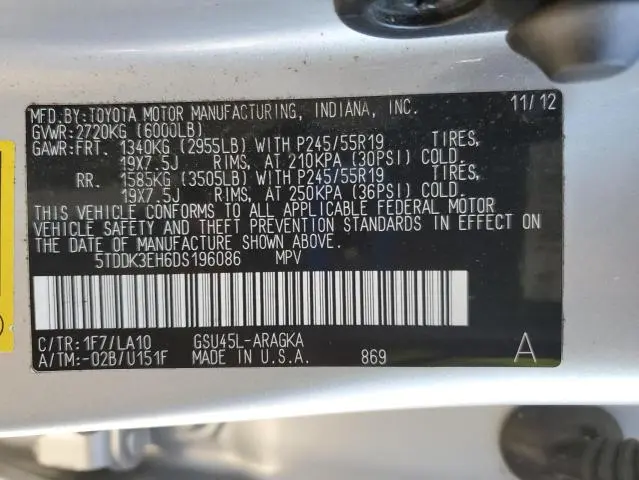 MFD.BY:TOYOTA MOTOR MANUFACTURING, INDIANA, INC. 11/12
GVWR:2720KG (6000LB)
GAWR:FRT. 1340KG (2955LB) WITH P245/55R19 TIRES,
19X7.5J RIMS, AT 210KPA (30PSI) COLD.
RR. 1585KG (3505LB) WITH P245/55R19 TIRES,
19X7.5J RIMS, AT 250KPA (36PSI) COLD.
THIS VEHICLE CONFORMS TO ALL APPLICABLE FEDERAL MOTOR
VEHICLE SAFETY AND THEFT PREVENTION STANDARDS IN EFFECT
ON THE DATE OF MANUFACTURE SHOWN ABOVE.
5TDDK3EH6DS196086 MPV
C/TR:1F7/LA10 GSU45L-ARAGKA
A/TM:-02B/U151F MADE IN U.S.A. 869 A